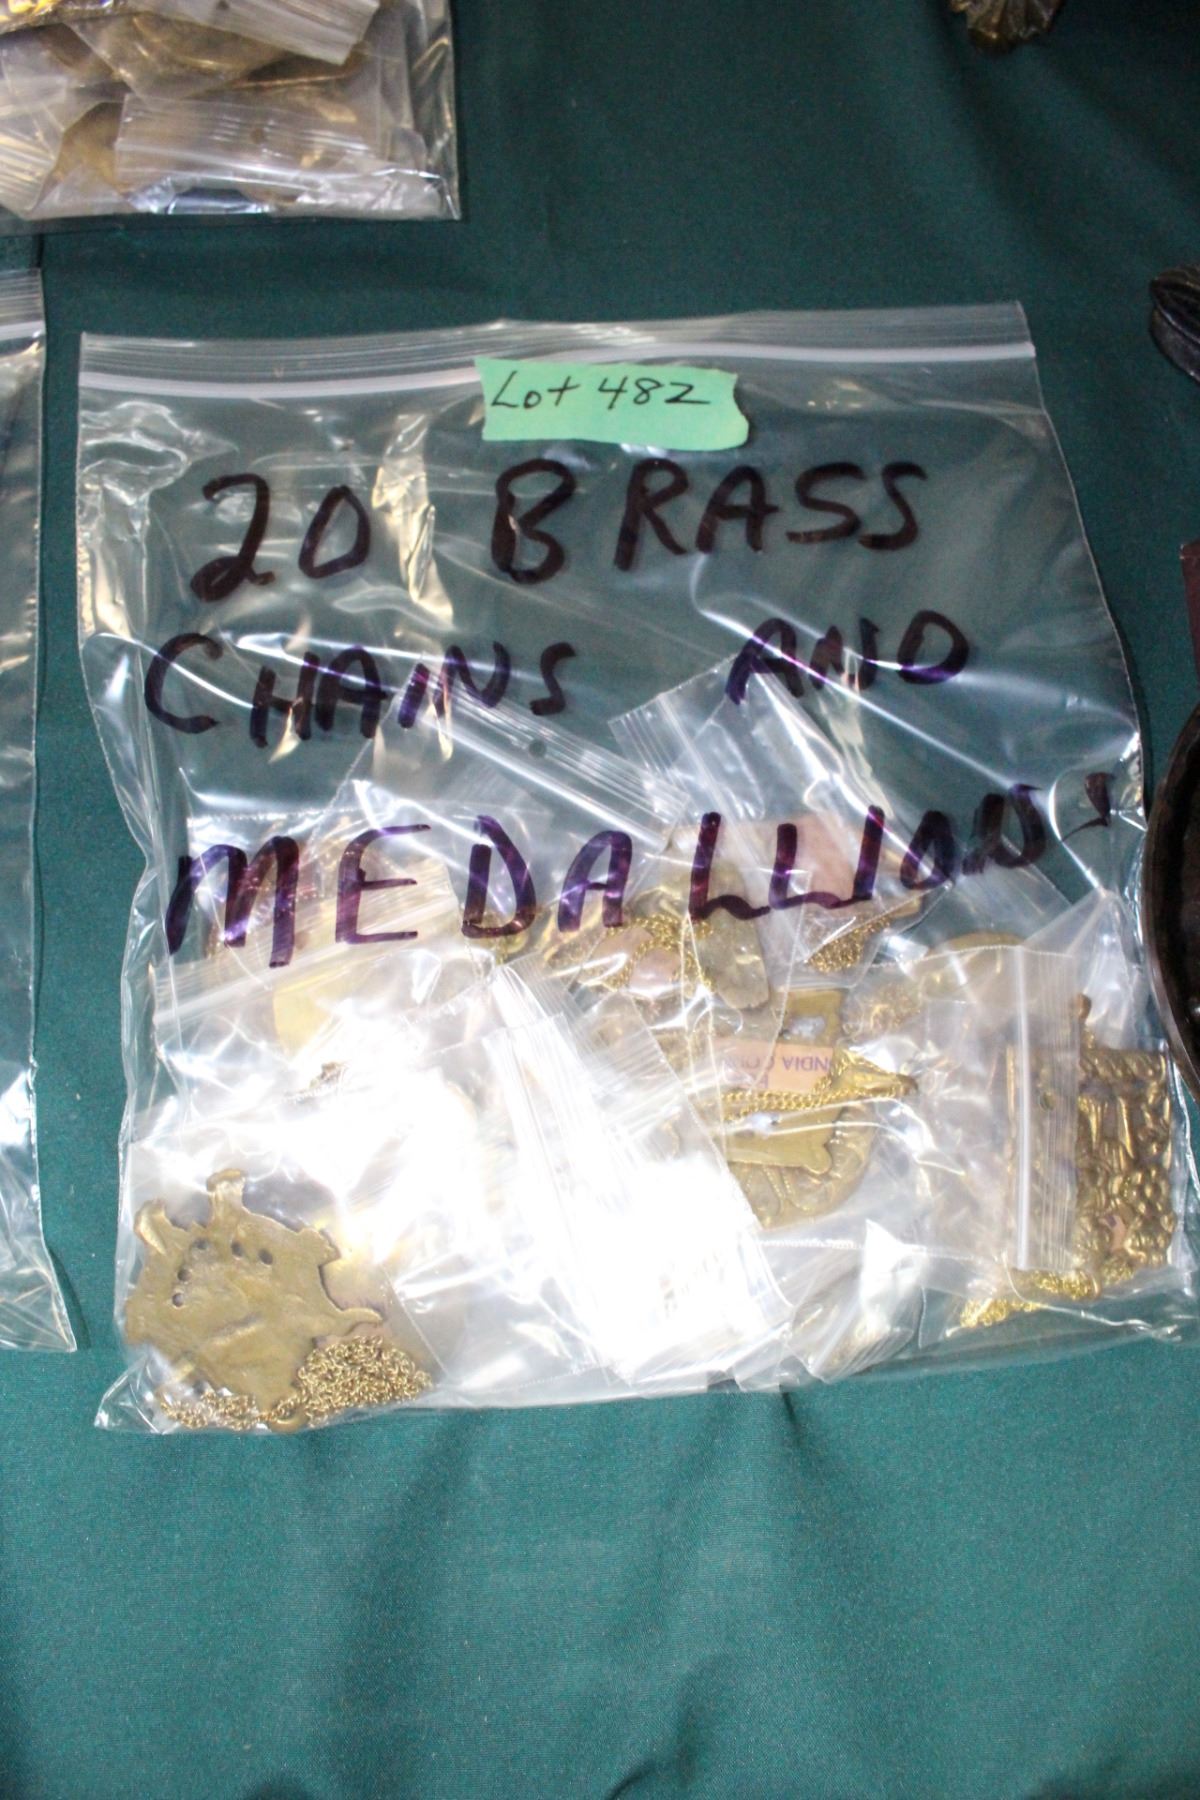 Lot 482
20 BRASS
CHAINS AND
MEDALLIONS